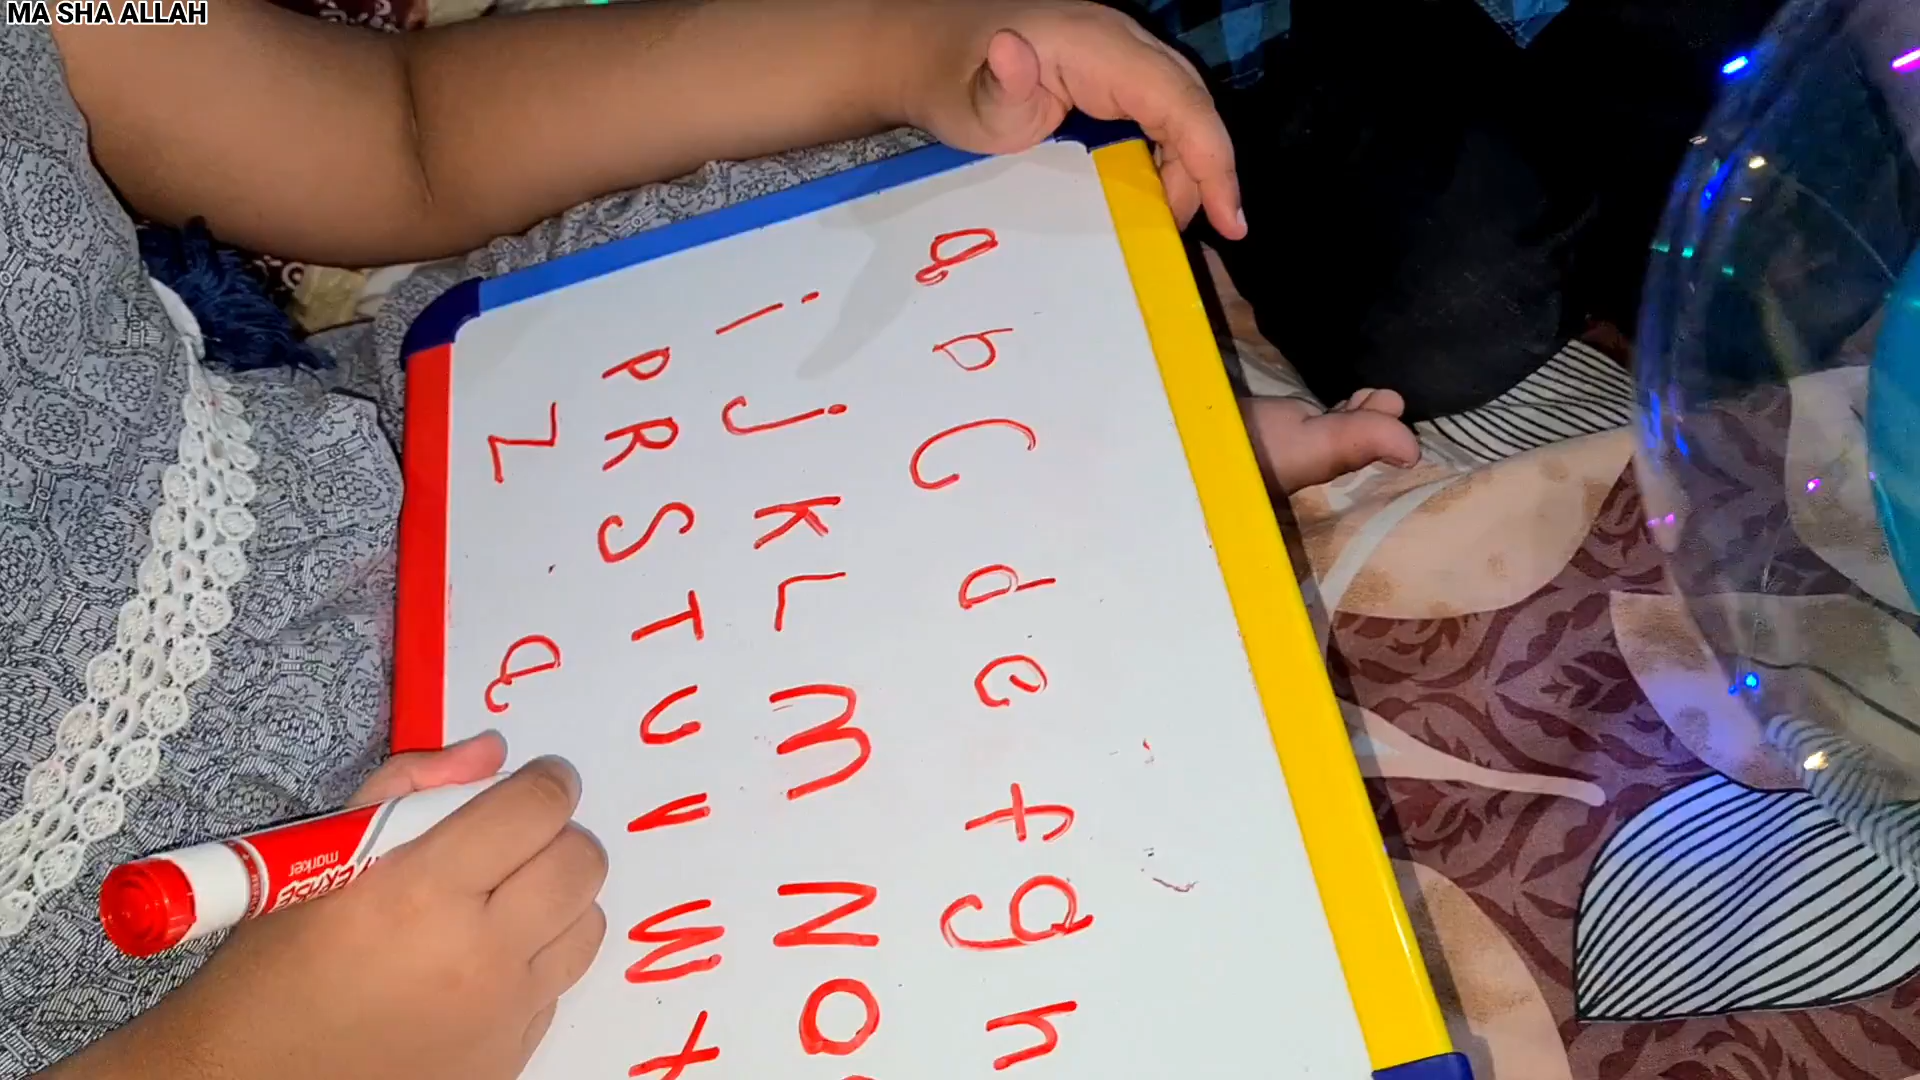 MA SHA ALLAH
a b C d e f g h
i j K L M N O
P R S T U V W X
Z a
marker